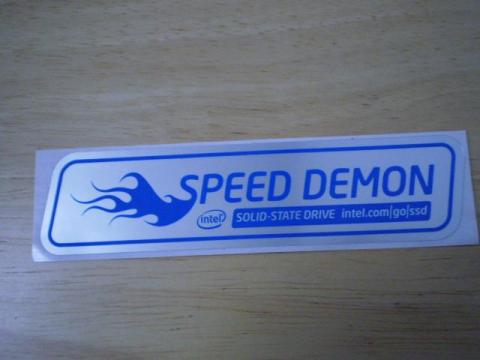 SPEED DEMON
intel
SOLID-STATE DRIVE intel.com/go/ssd